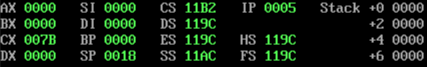 AX 0000 SI 0000 CS 11B2 IP 0005 Stack +0 0000
BX 0000 DI 0000 DS 119C +2 0000
CX 007B BP 0000 ES 119C HS 119C +4 0000
DX 0000 SP 0018 SS 11AC FS 119C +6 0000